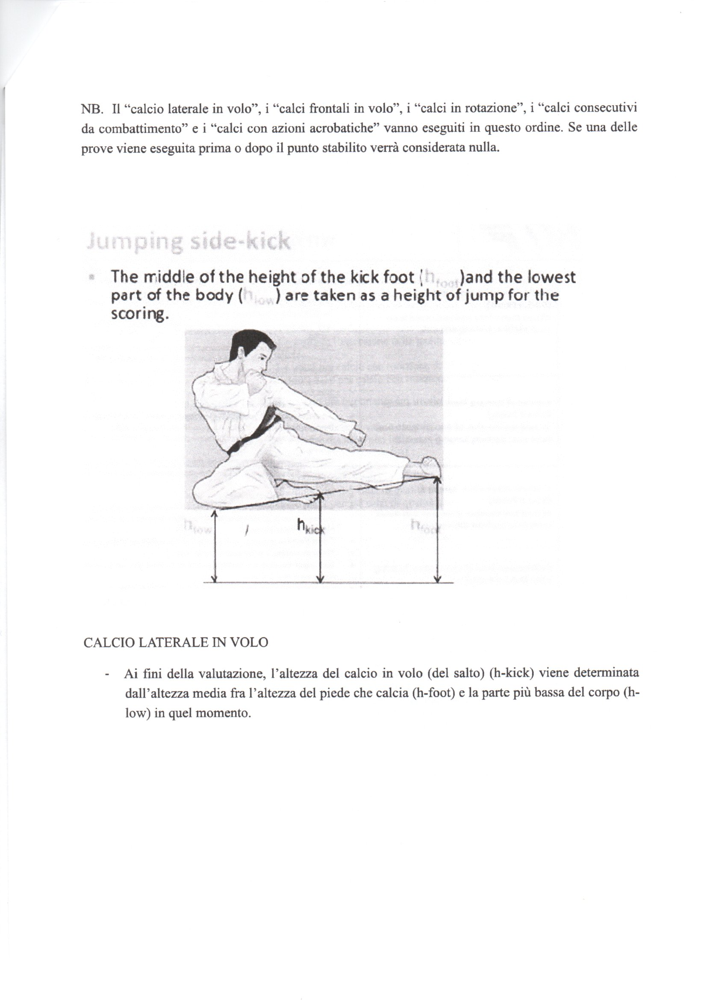 NB. Il “calcio laterale in volo”, i “calci frontali in volo”, i “calci in rotazione”, i “calci consecutivi
da combattimento” e i “calci con azioni acrobatiche” vanno eseguiti in questo ordine. Se una delle
prove viene eseguita prima o dopo il punto stabilito verrà considerata nulla.
Jumping side-kick
▪ The middle of the height of the kick foot (h foot )and the lowest
part of the body (h low ) are taken as a height of jump for the
scoring.
h low / h kick h foot
CALCIO LATERALE IN VOLO
- Ai fini della valutazione, l’altezza del calcio in volo (del salto) (h-kick) viene determinata
dall’altezza media fra l’altezza del piede che calcia (h-foot) e la parte più bassa del corpo (h-
low) in quel momento.